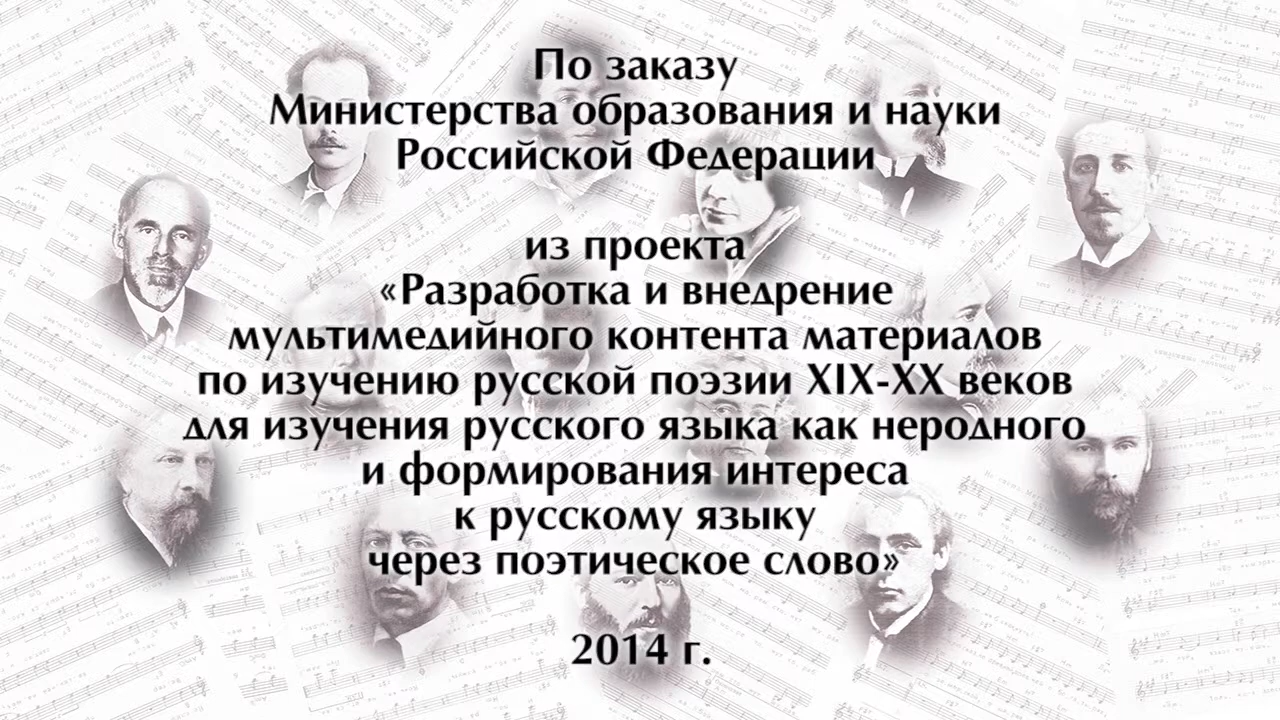 По заказу
Министерства образования и науки
Российской Федерации
из проекта
«Разработка и внедрение
мультимедийного контента материалов
по изучению русской поэзии XIX-XX веков
для изучения русского языка как неродного
и формирования интереса
к русскому языку
через поэтическое слово»
2014 г.